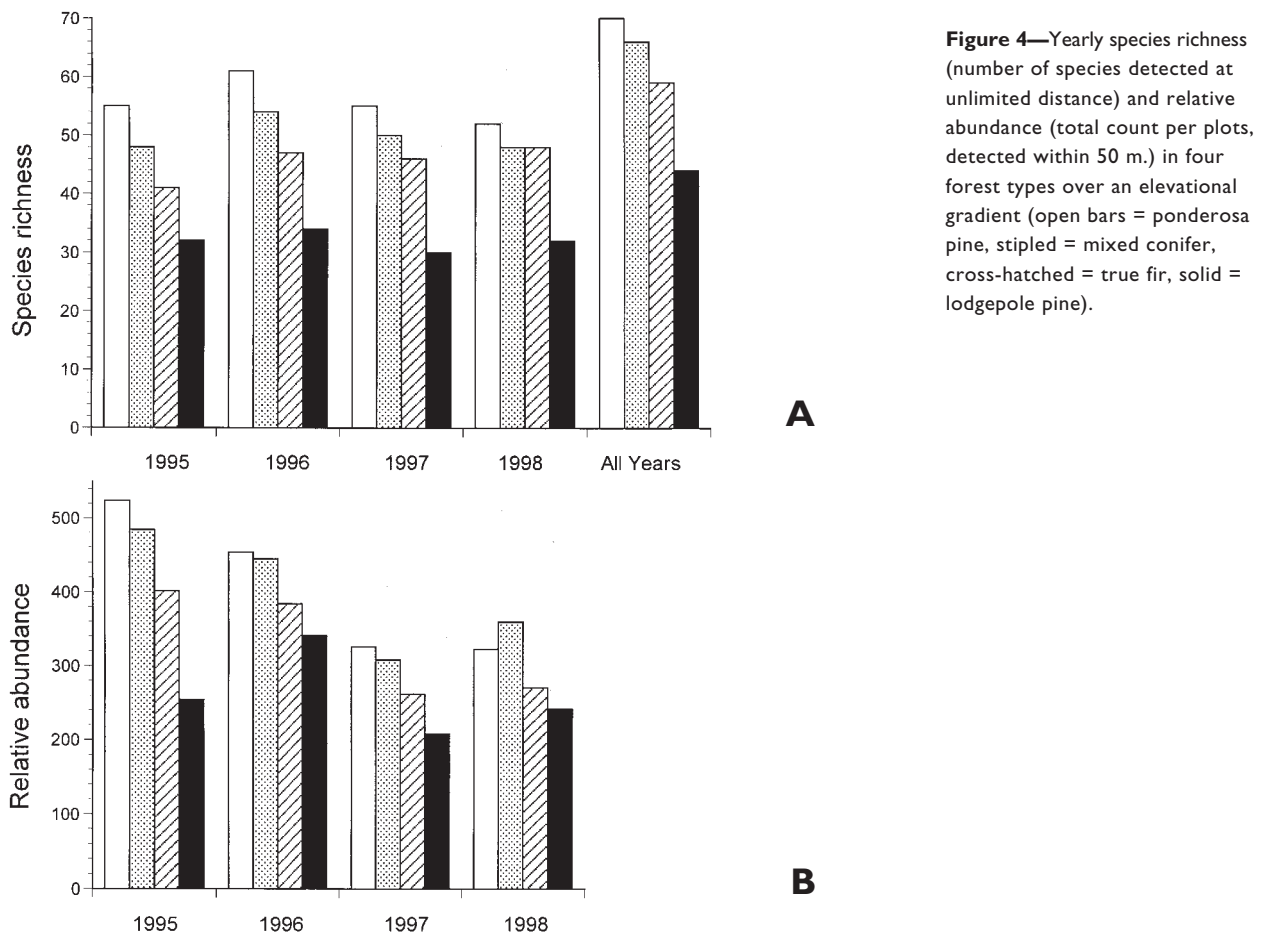 70
60
50
40
30
20
10
0
Species richness
1995 1996 1997 1998 All Years
A
500
400
300
200
100
0
Relative abundance
1995 1996 1997 1998
B
Figure 4—Yearly species richness
(number of species detected at
unlimited distance) and relative
abundance (total count per plots,
detected within 50 m.) in four
forest types over an elevational
gradient (open bars = ponderosa
pine, stipled = mixed conifer,
cross-hatched = true fir, solid =
lodgepole pine).